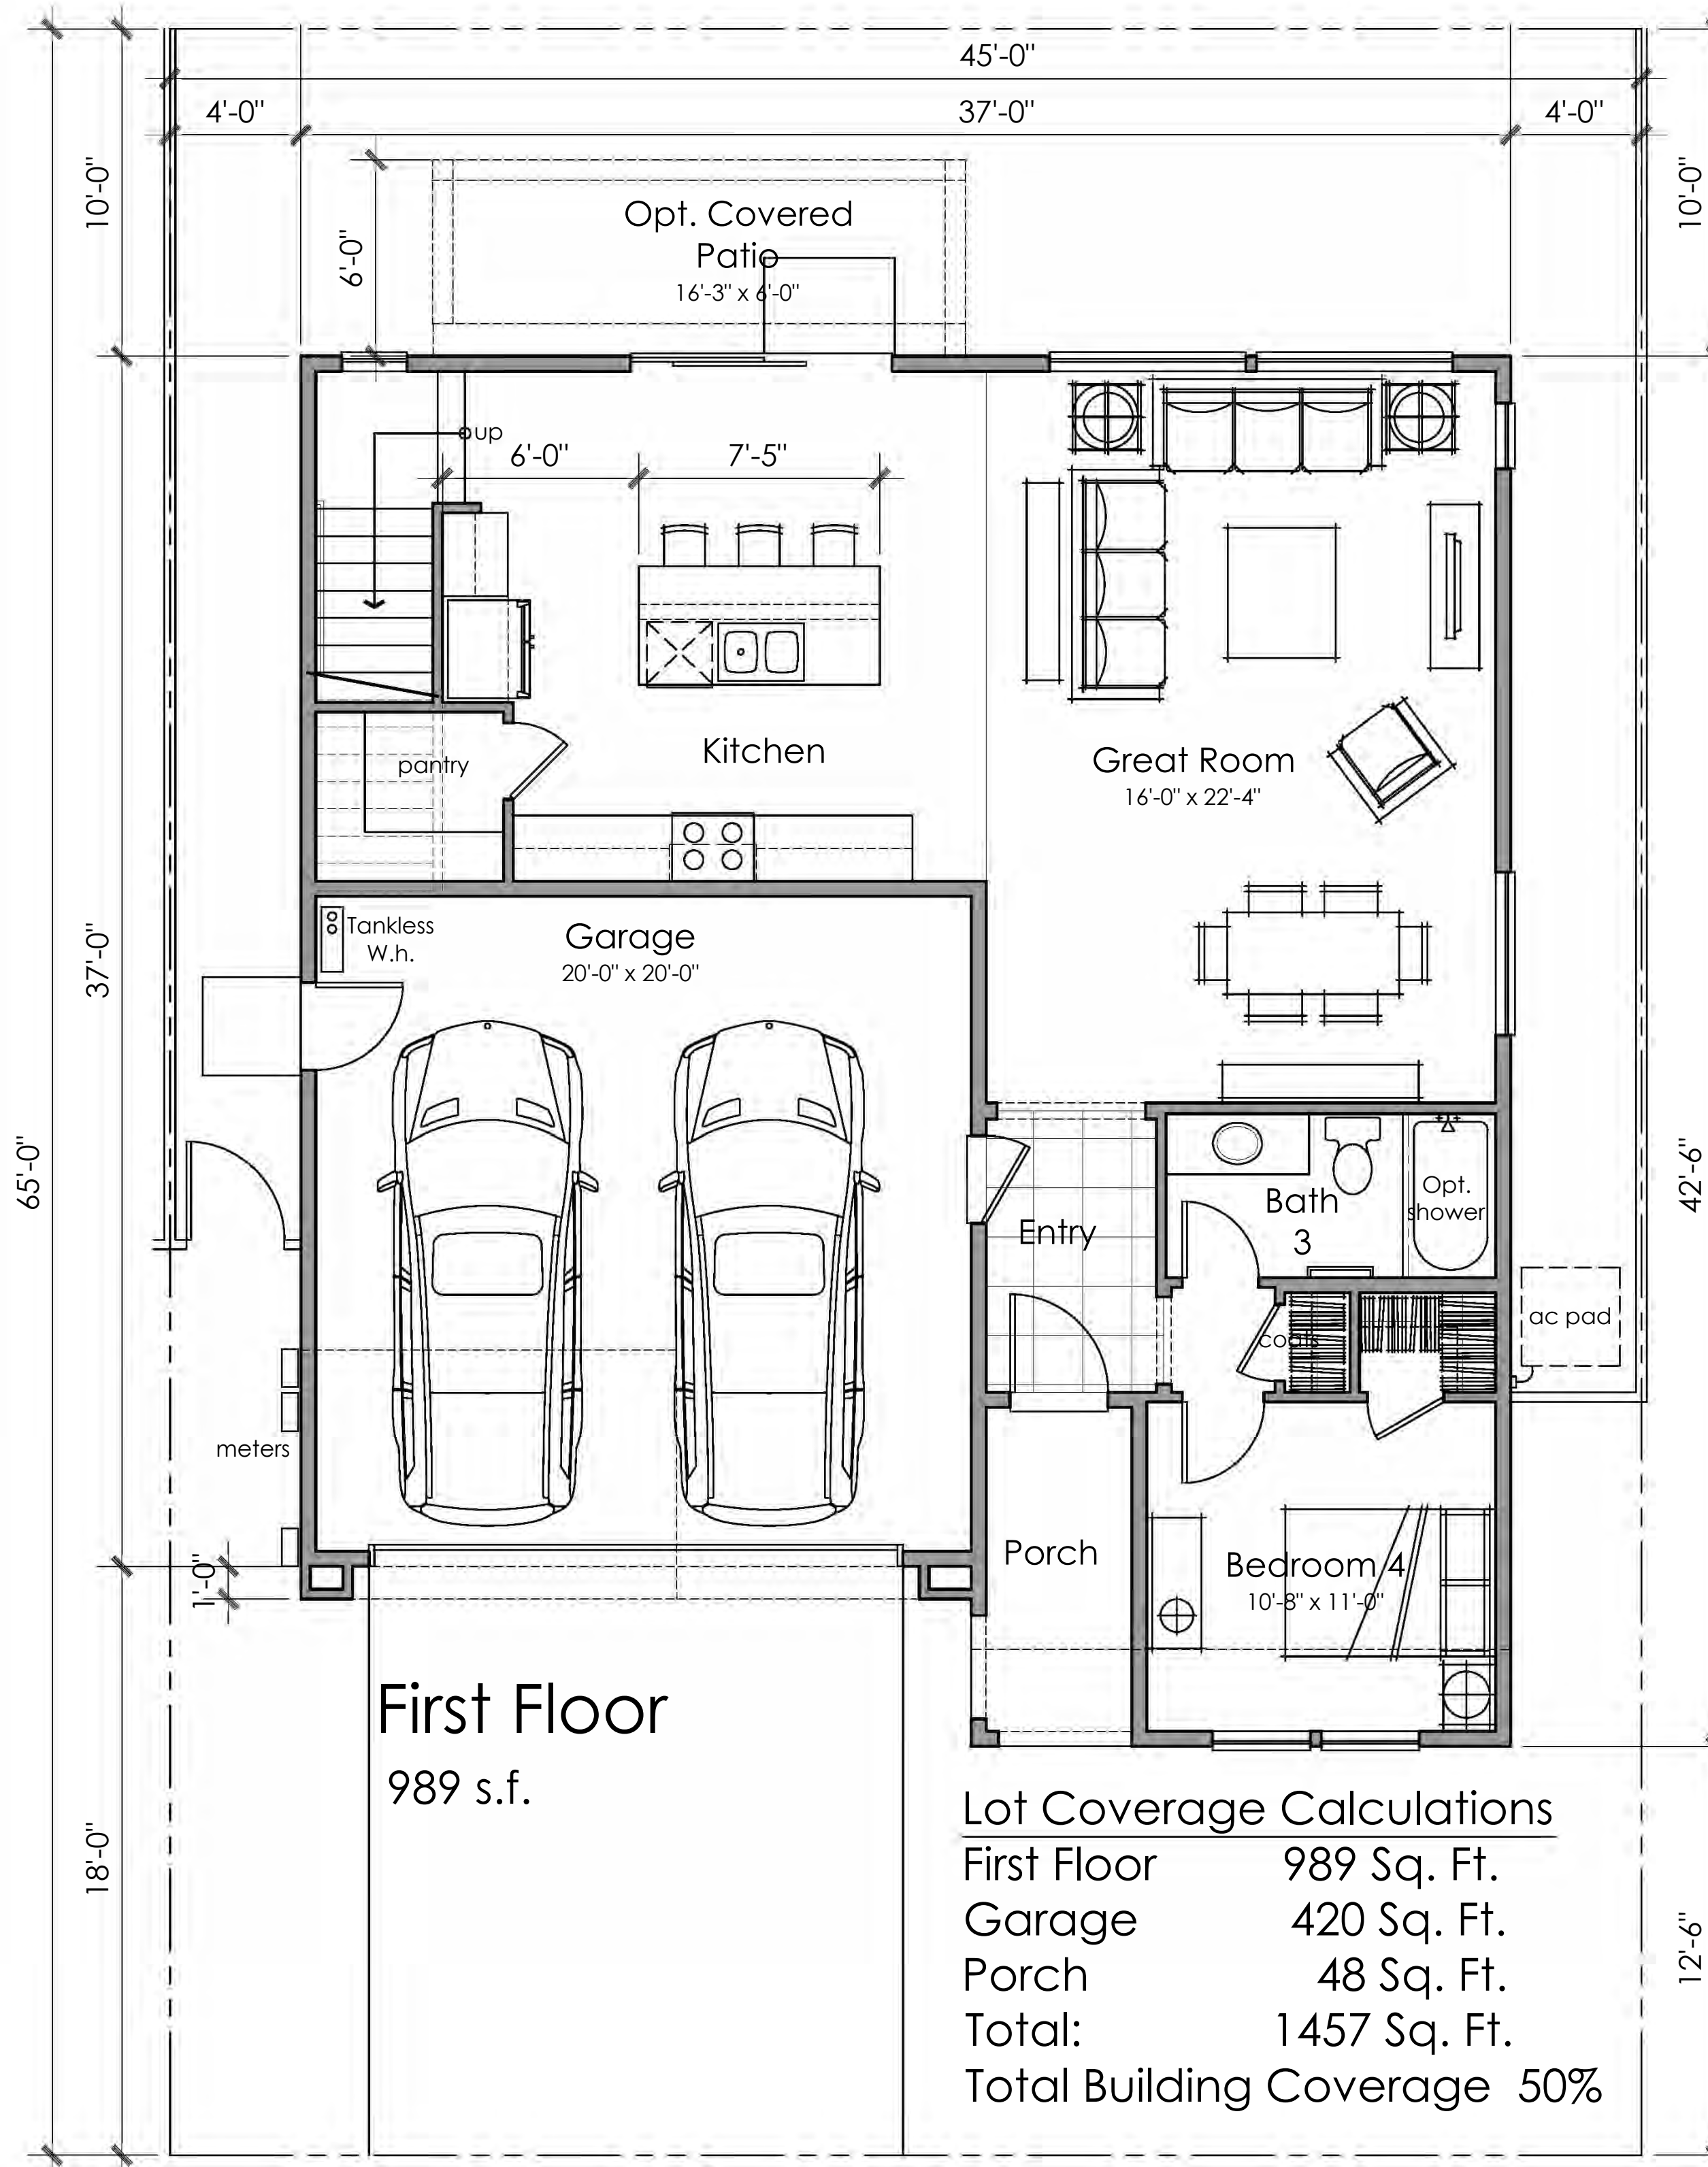 45'-0"
4'-0"
37'-0"
4'-0"
10'-0"
10'-0"
6'-0"
Opt. Covered
Patio
16'-3" x 6'-0"
up
6'-0"
7'-5"
Kitchen
pantry
Great Room
16'-0" x 22'-4"
Tankless
W.h.
Garage
20'-0" x 20'-0"
37'-0"
65'-0"
42'-6"
Entry
Bath
3
Opt.
shower
coats
ac pad
meters
1'-0"
Porch
Bedroom 4
10'-8" x 11'-0"
First Floor
989 s.f.
18'-0"
12'-6"
Lot Coverage Calculations
First Floor 989 Sq. Ft.
Garage 420 Sq. Ft.
Porch 48 Sq. Ft.
Total: 1457 Sq. Ft.
Total Building Coverage 50%